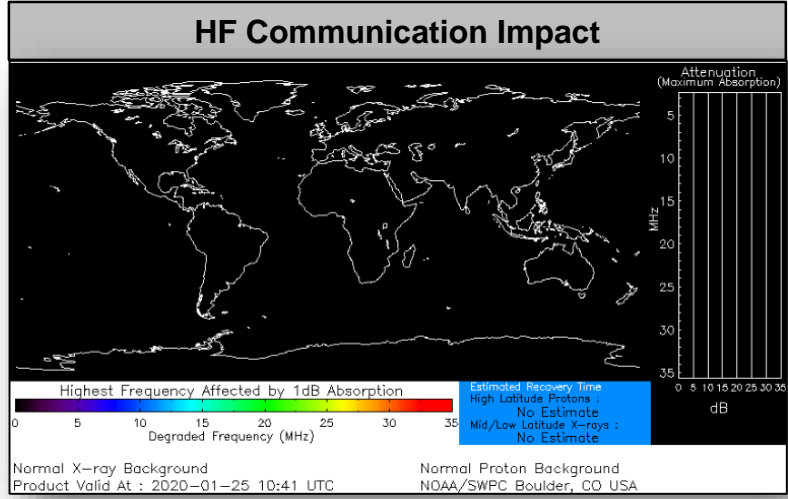 HF Communication Impact
Attenuation
(Maximum Absorption)
5
10
15
MHz
20
25
30
35
0 5 10 15 20 25 30 35
dB
Highest Frequency Affected by 1dB Absorption
0 5 10 15 20 25 30 35
Degraded Frequency (MHz)
Estimated Recovery Time
High Latitude Protons :
No Estimate
Mid/Low Latitude X-rays :
No Estimate
Normal X-ray Background
Normal Proton Background
Product Valid At : 2020-01-25 10:41 UTC
NOAA/SWPC Boulder, CO USA